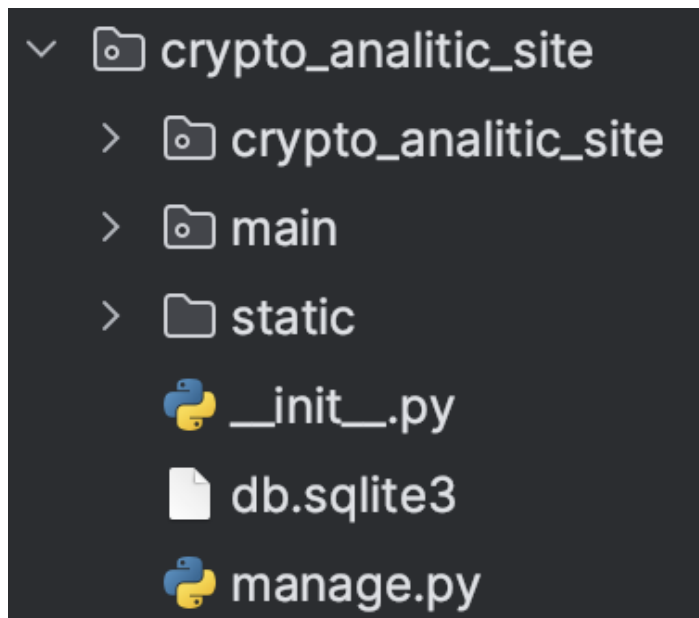 crypto_analitic_site
crypto_analitic_site
main
static
__init__.py
db.sqlite3
manage.py